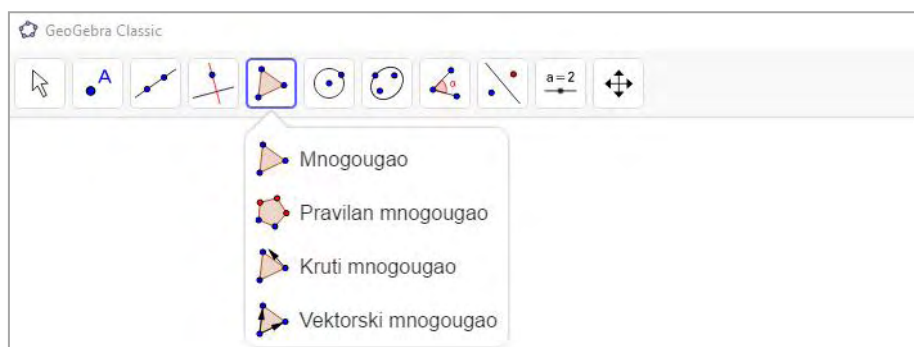 GeoGebra Classic
A
α
a = 2
Mnogougao
Pravilan mnogougao
Kruti mnogougao
Vektorski mnogougao